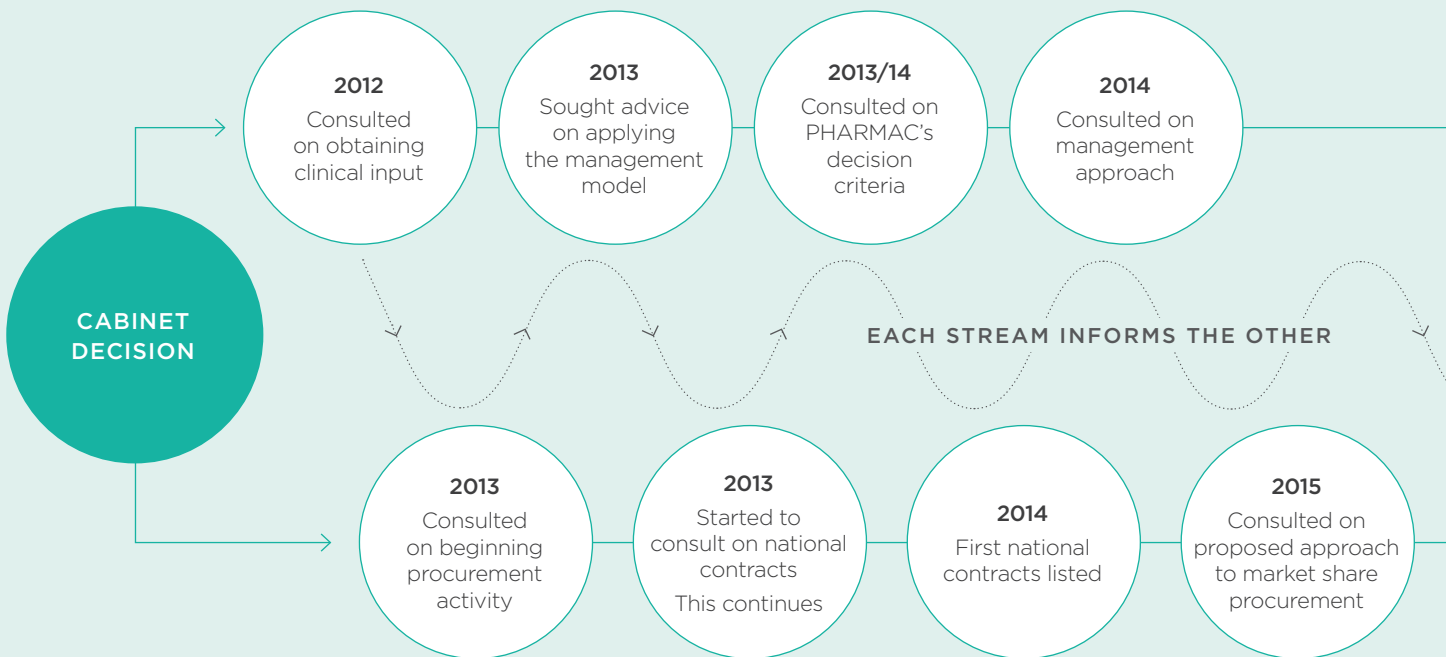 2012
Consulted
on obtaining
clinical input
2013
Sought advice
on applying
the management
model
2013/14
Consulted on
PHARMAC's
decision
criteria
2014
Consulted on
management
approach
CABINET
DECISION
EACH STREAM INFORMS THE OTHER
2013
Consulted
on beginning
procurement
activity
2013
Started to
consult on national
contracts
This continues
2014
First national
contracts listed
2015
Consulted on
proposed approach
to market share
procurement